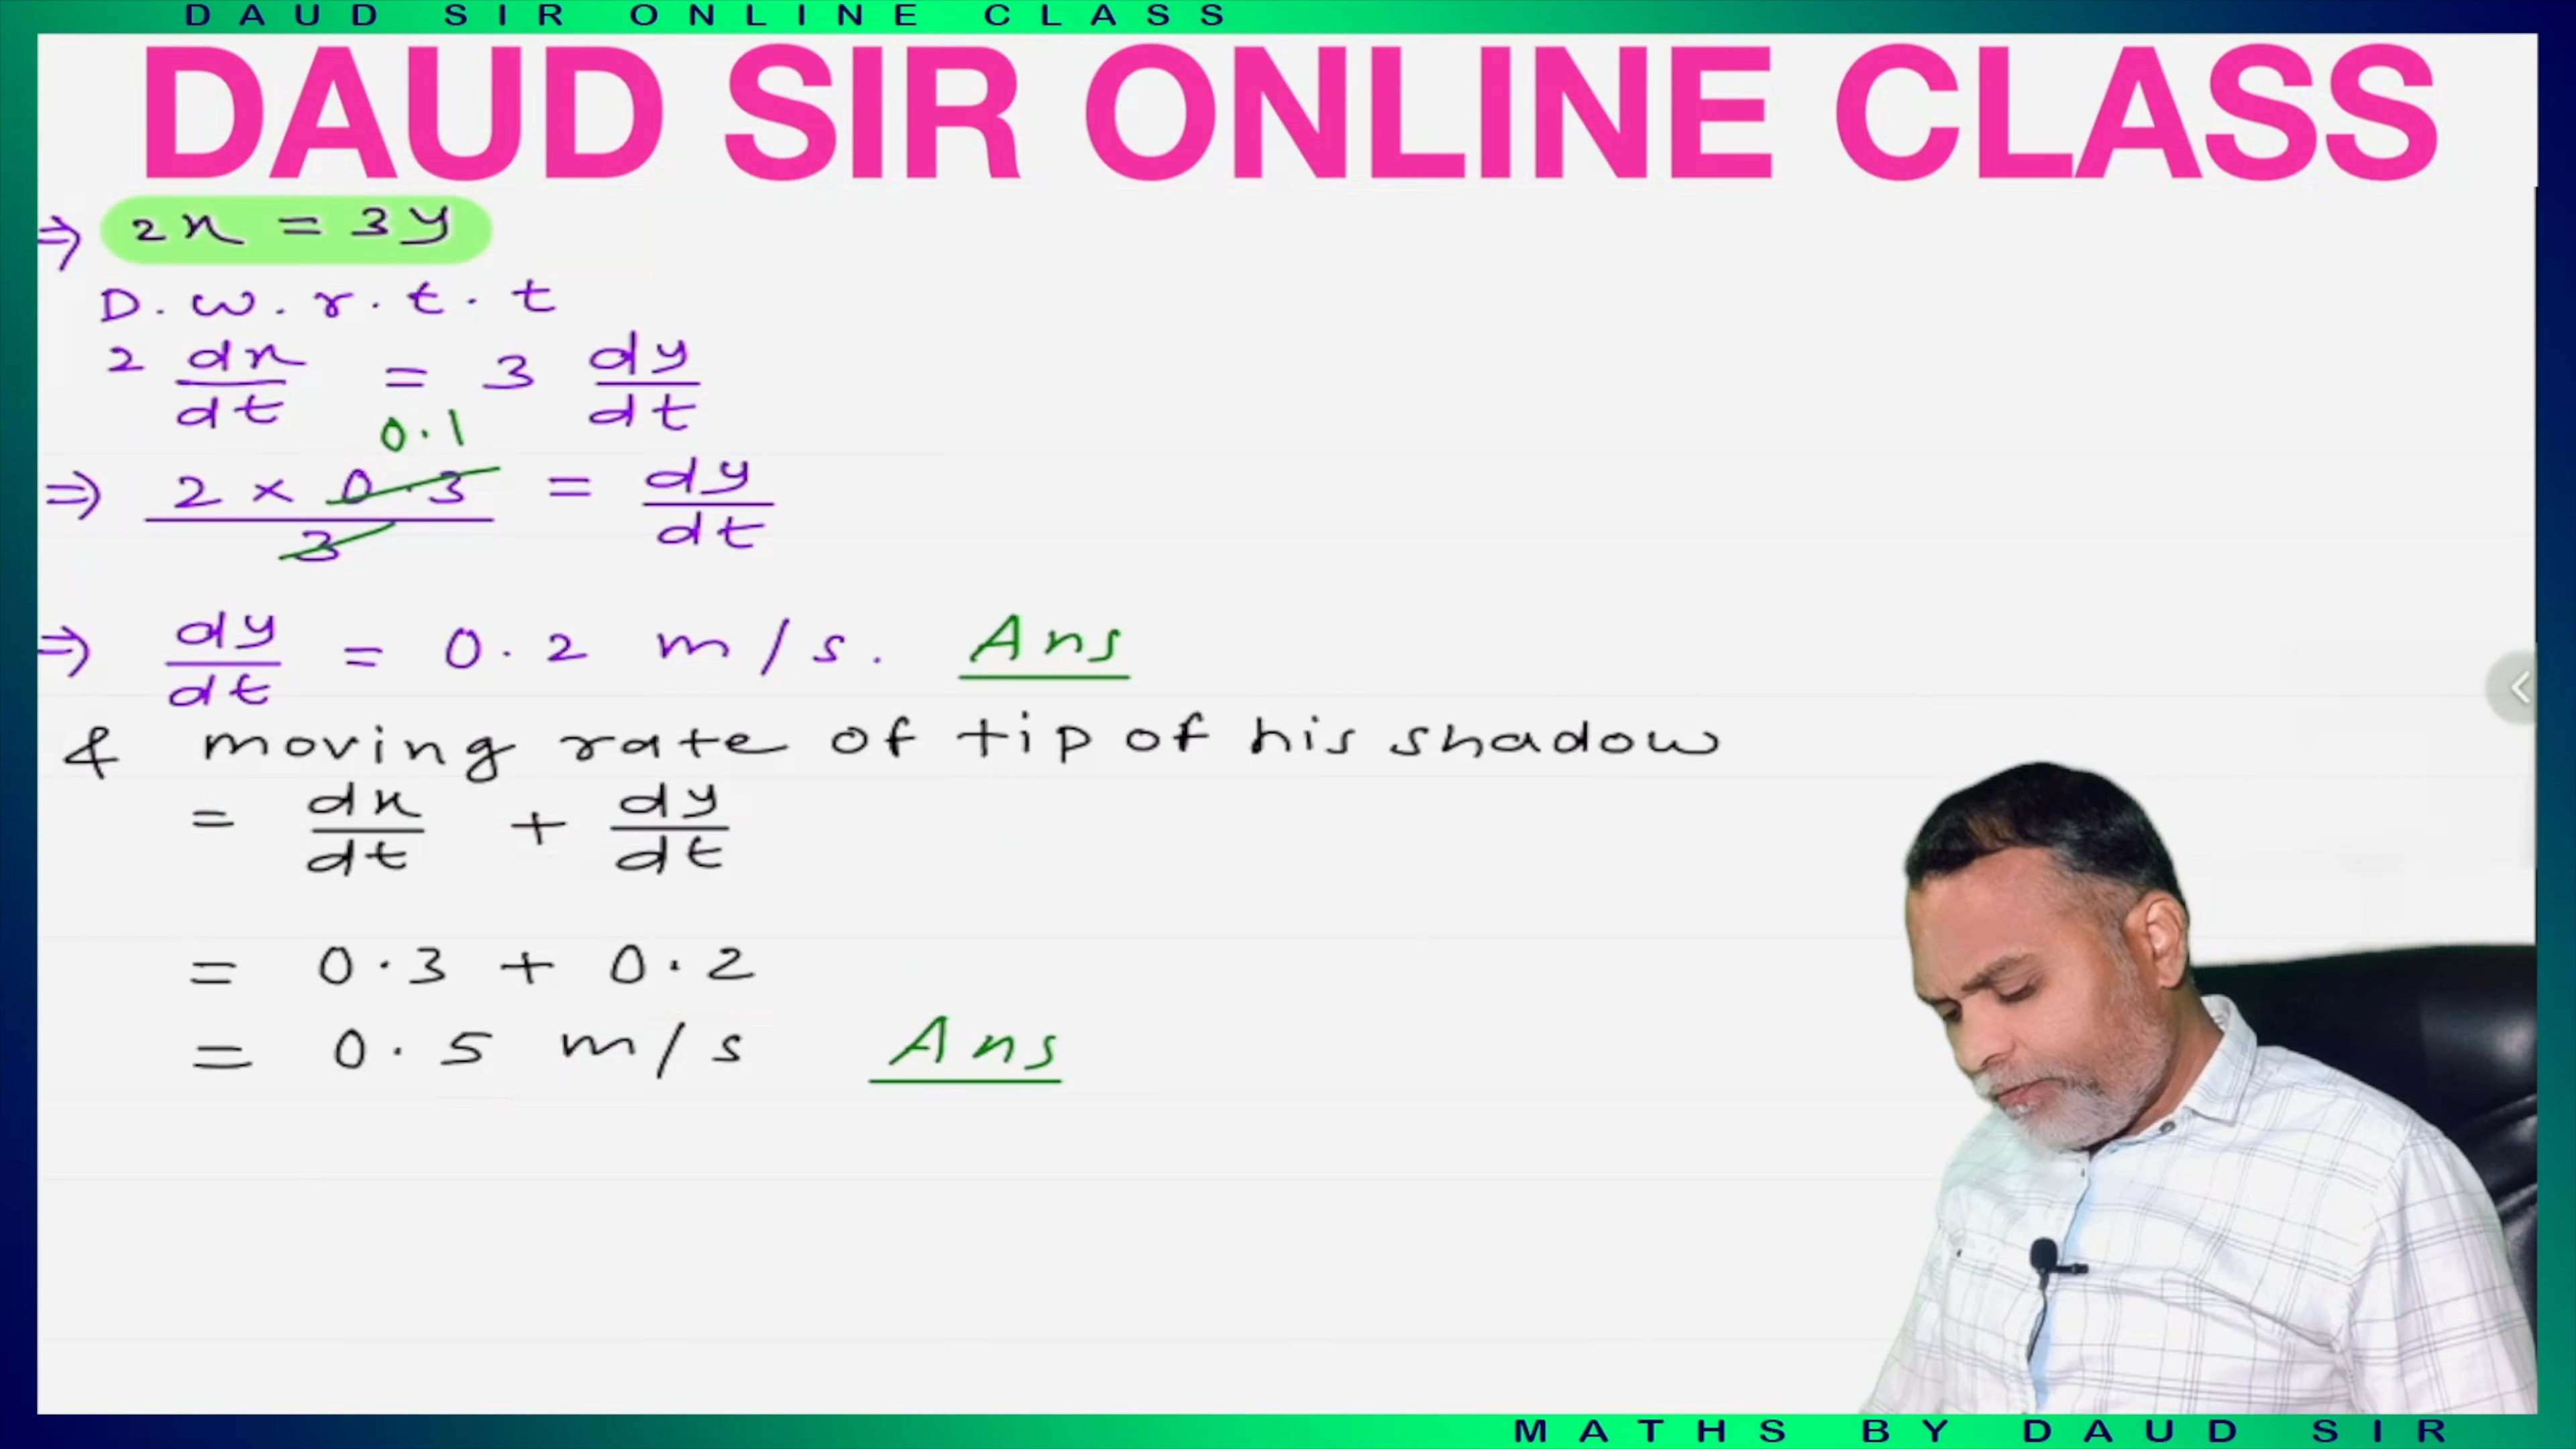 DAUD SIR ONLINE CLASS
DAUD SIR ONLINE CLASS
⇒ 2x = 3y
D.w.r.t.t
2 dx/dt = 3 dy/dt
0.1
⇒ 2 × 0.3 / 3 = dy/dt
⇒ dy/dt = 0.2 m/s. Ans
& moving rate of tip of his shadow
= dx/dt + dy/dt
= 0.3 + 0.2
= 0.5 m/s Ans
MATHS BY DAUD SIR